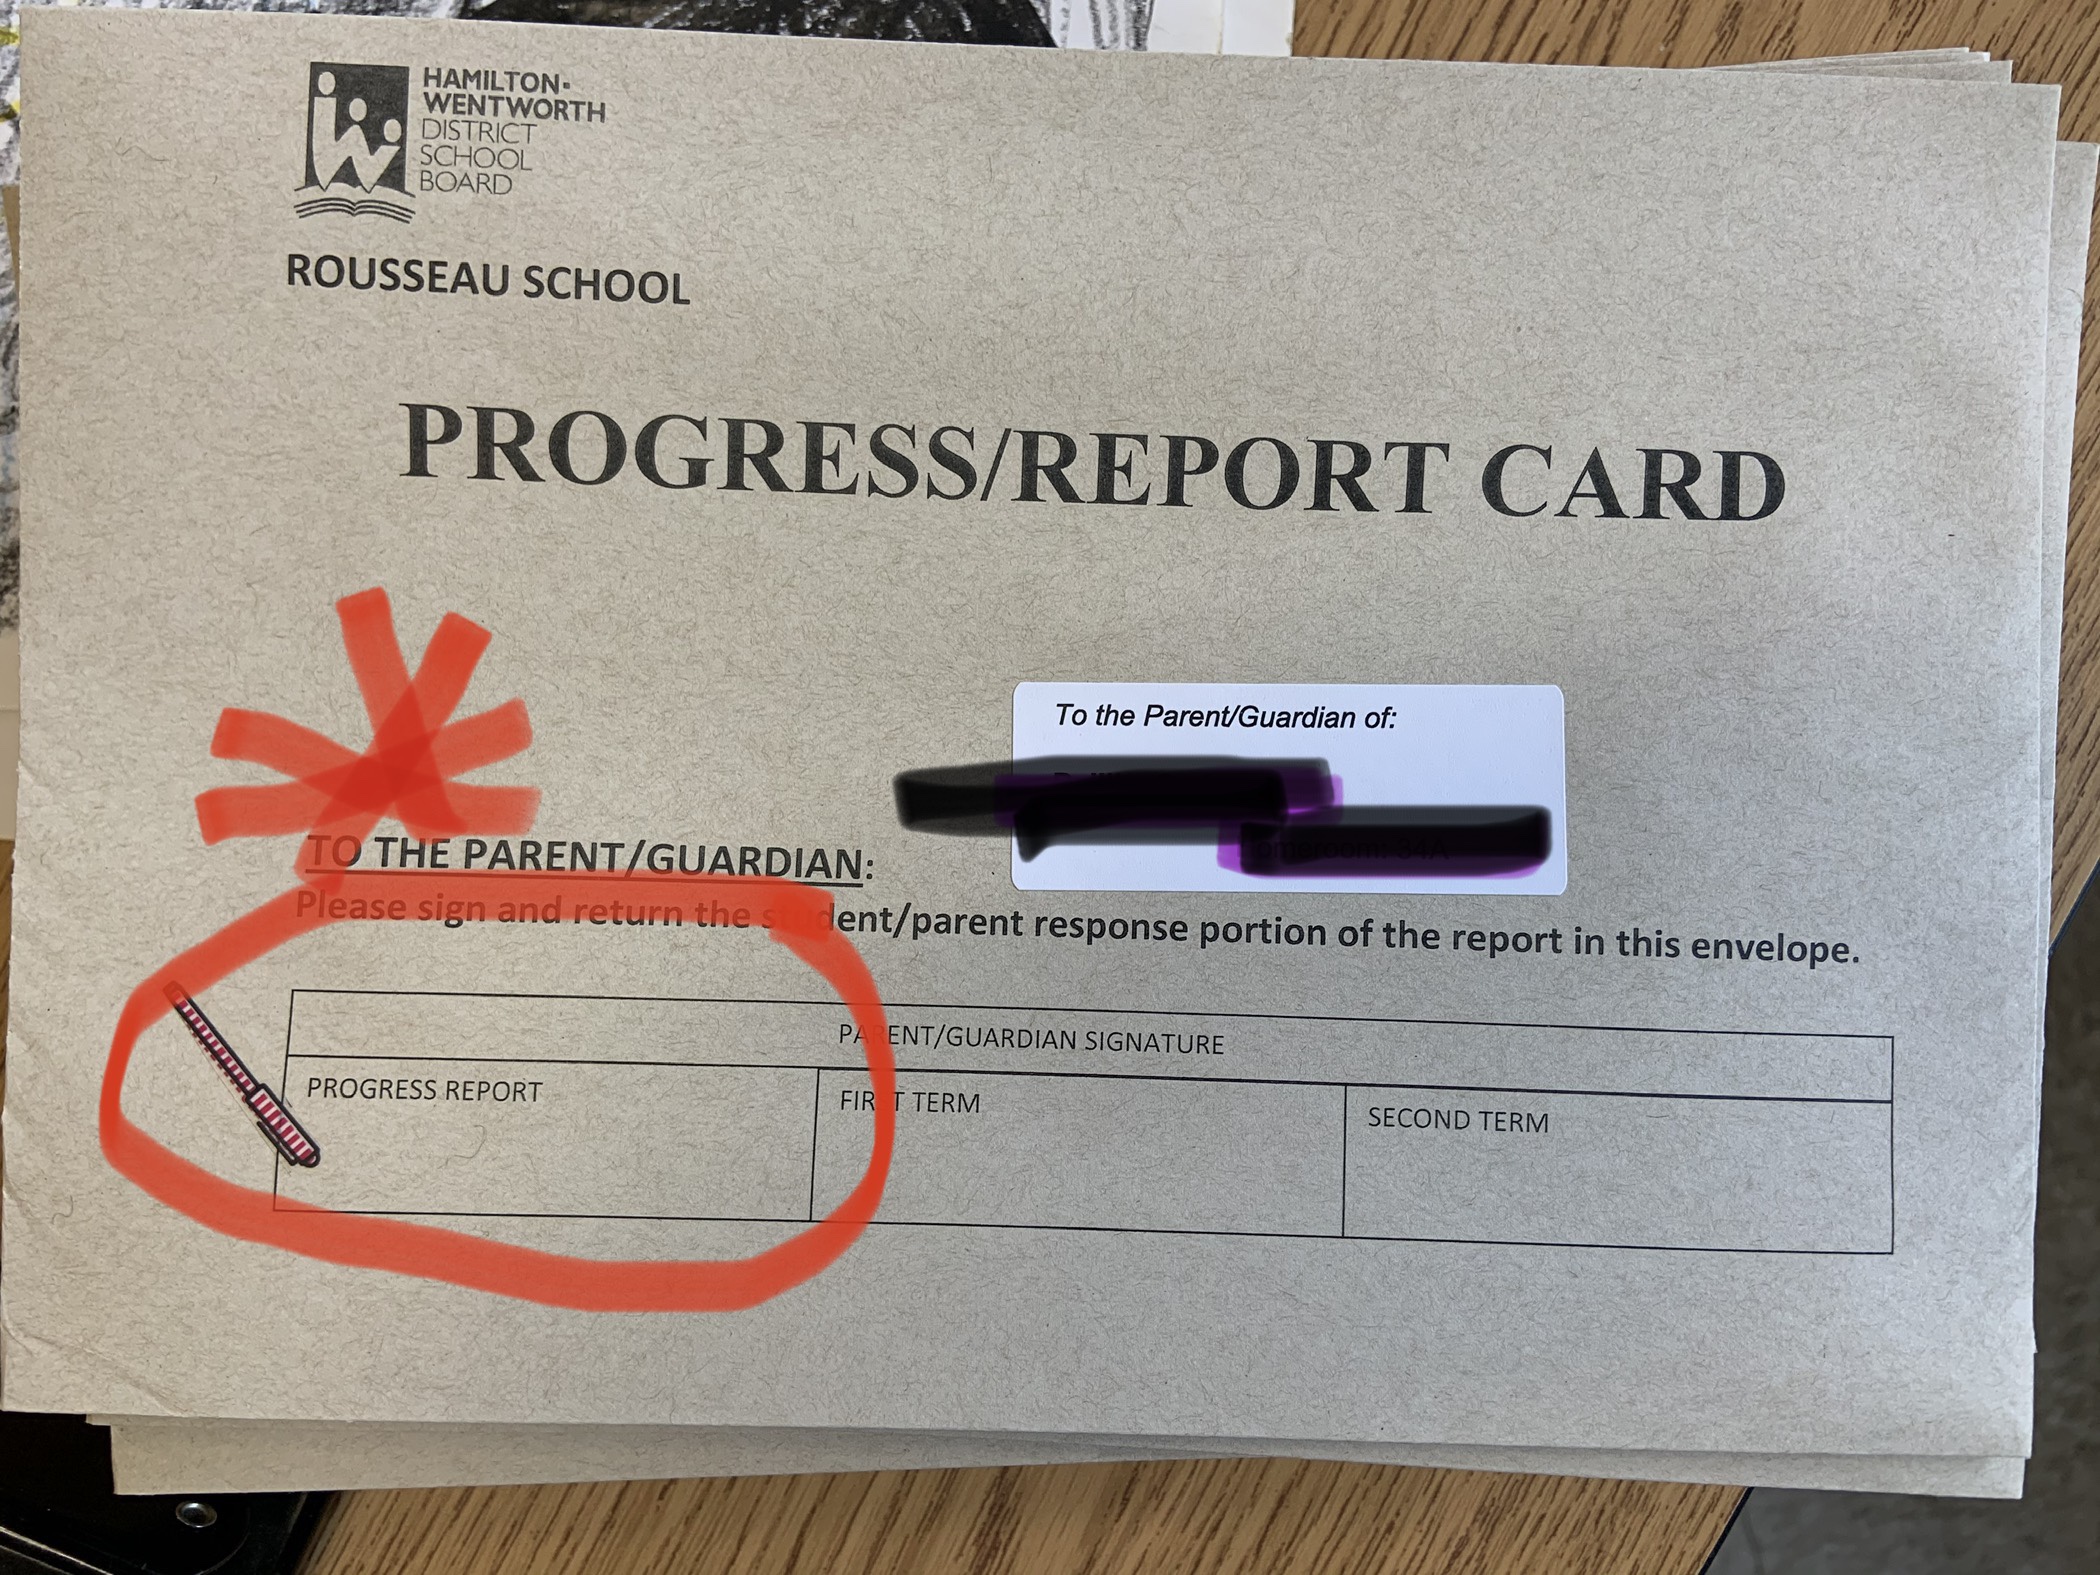 HAMILTON-
WENTWORTH
DISTRICT
SCHOOL
BOARD
ROUSSEAU SCHOOL
PROGRESS/REPORT CARD
To the Parent/Guardian of:
TO THE PARENT/GUARDIAN:
Please sign and return the student/parent response portion of the report in this envelope.
PARENT/GUARDIAN SIGNATURE
PROGRESS REPORT
FIRST TERM
SECOND TERM